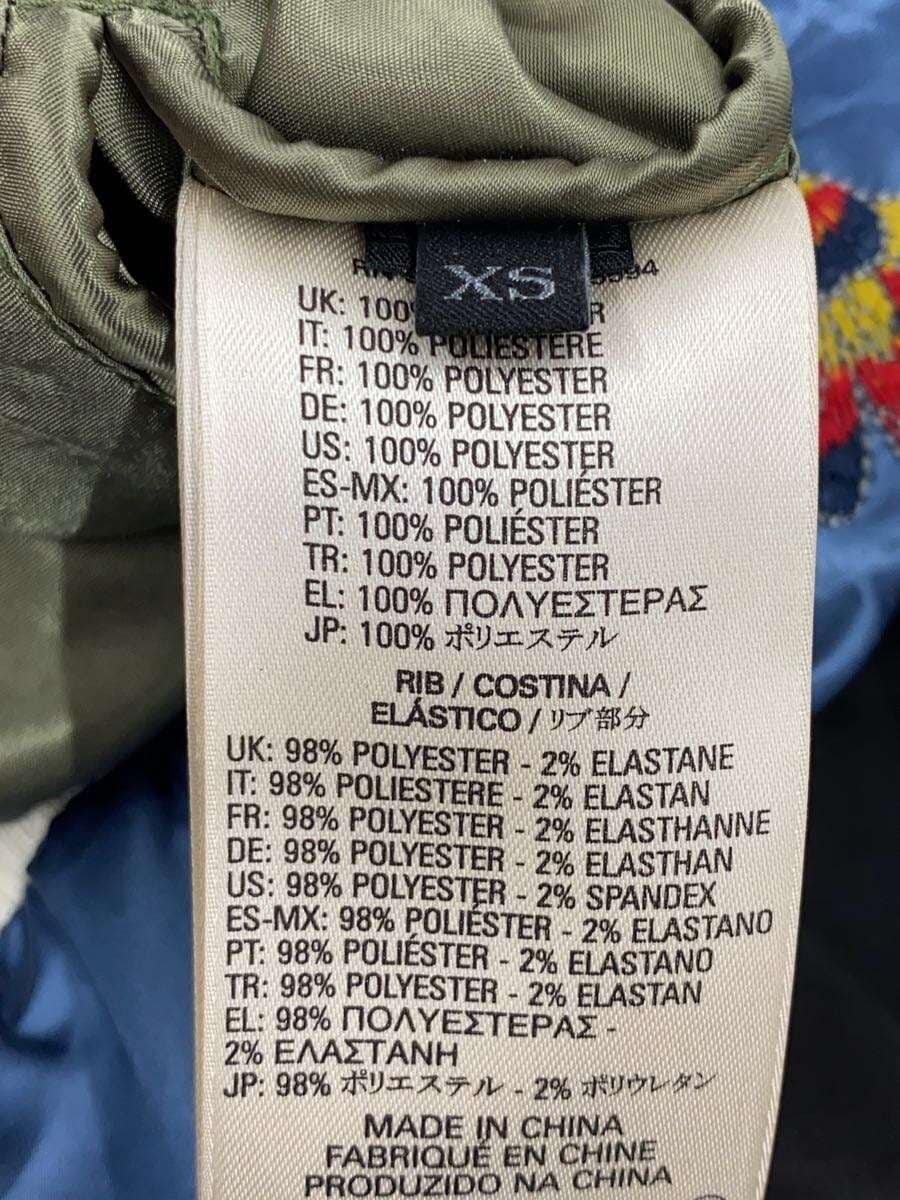 XS
UK: 100%
IT: 100% POLIESTERE
FR: 100% POLYESTER
DE: 100% POLYESTER
US: 100% POLYESTER
ES-MX: 100% POLIÉSTER
PT: 100% POLIÉSTER
TR: 100% POLYESTER
EL: 100% ΠΟΛΥΕΣΤΕΡΑΣ
JP: 100% ポリエステル
RIB / COSTINA /
ELÁSTICO / リブ部分
UK: 98% POLYESTER - 2% ELASTANE
IT: 98% POLIESTERE - 2% ELASTAN
FR: 98% POLYESTER - 2% ELASTHANNE
DE: 98% POLYESTER - 2% ELASTHAN
US: 98% POLYESTER - 2% SPANDEX
ES-MX: 98% POLIÉSTER - 2% ELASTANO
PT: 98% POLIÉSTER - 2% ELASTANO
TR: 98% POLYESTER - 2% ELASTAN
EL: 98% ΠΟΛΥΕΣΤΕΡΑΣ -
2% ΕΛΑΣΤΑΝΗ
JP: 98% ポリエステル - 2% ポリウレタン
MADE IN CHINA
FABRIQUÉ EN CHINE
PRODUZIDO NA CHINA